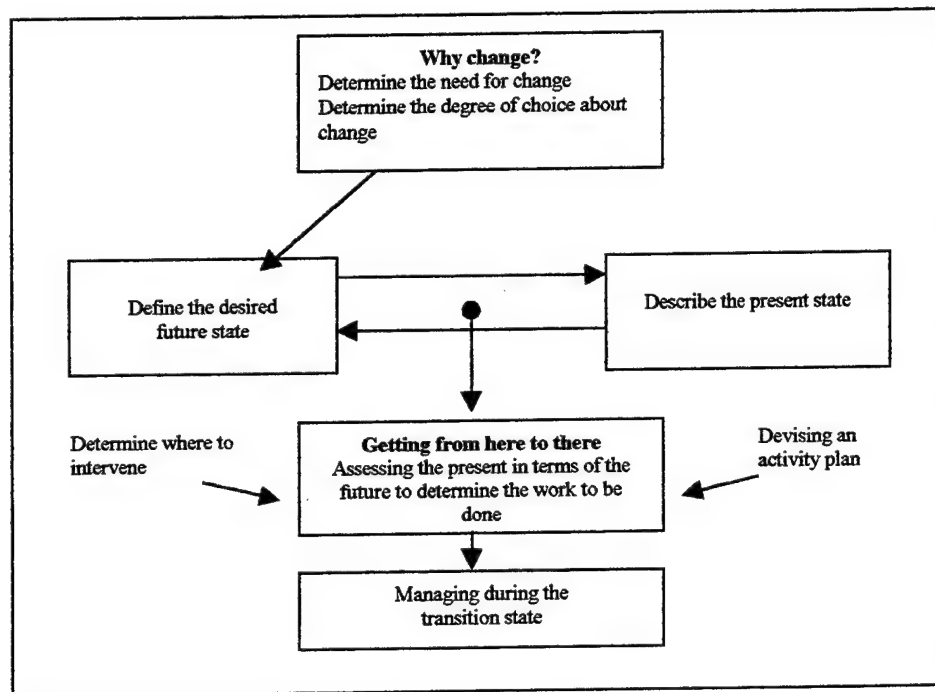 Why change?
Determine the need for change
Determine the degree of choice about
change
Define the desired
future state
Describe the present state
Determine where to
intervene
Getting from here to there
Assessing the present in terms of the
future to determine the work to be
done
Devising an
activity plan
Managing during the
transition state